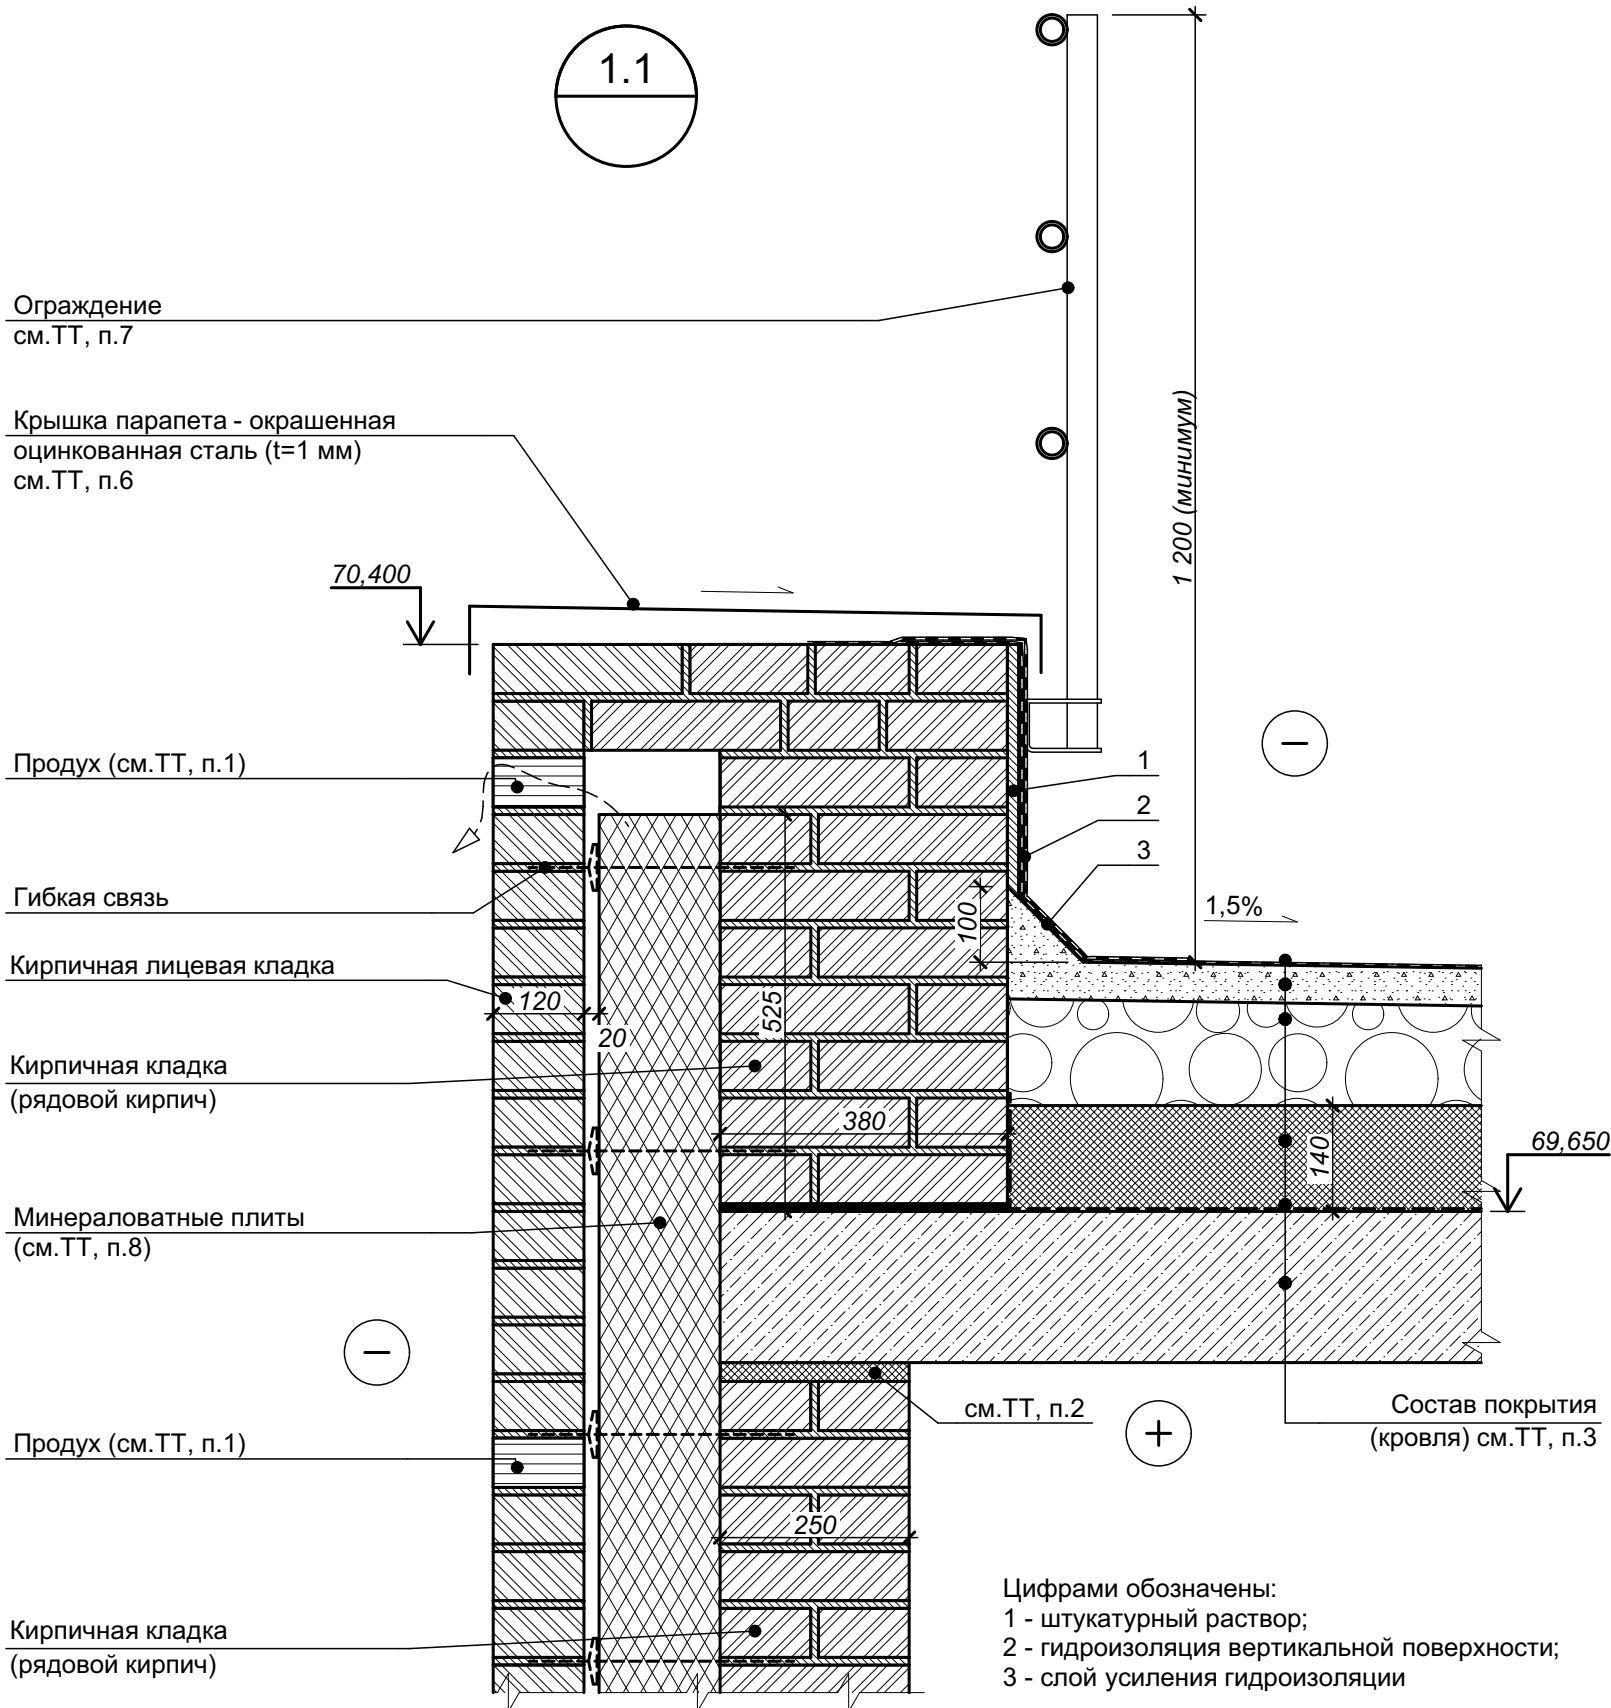 1.1
Ограждение
см.ТТ, п.7
Крышка парапета - окрашенная
оцинкованная сталь (t=1 мм)
см.ТТ, п.6
1 200 (минимум)
70,400
Продух (см.ТТ, п.1)
1
2
3
Гибкая связь
1,5%
100
Кирпичная лицевая кладка
120
20
525
Кирпичная кладка
(рядовой кирпич)
380
140
69,650
Минераловатные плиты
(см.ТТ, п.8)
см.ТТ, п.2
Состав покрытия
(кровля) см.ТТ, п.3
Продух (см.ТТ, п.1)
250
Кирпичная кладка
(рядовой кирпич)
Цифрами обозначены:
1 - штукатурный раствор;
2 - гидроизоляция вертикальной поверхности;
3 - слой усиления гидроизоляции